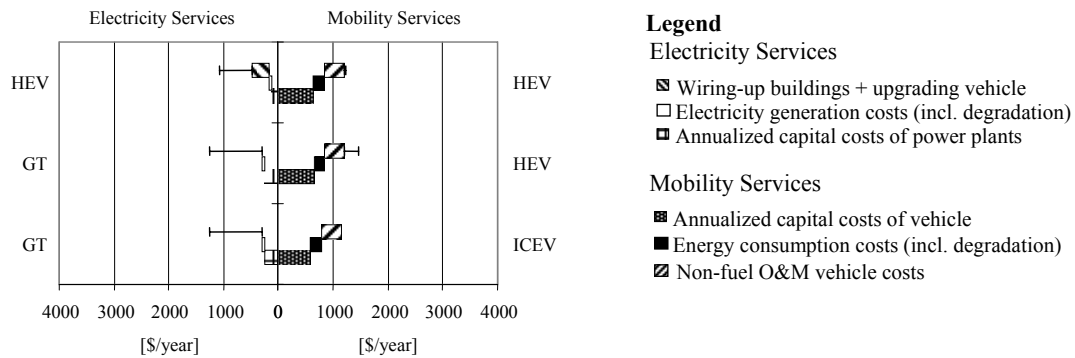 Electricity Services Mobility Services
HEV HEV
GT HEV
GT ICEV
4000 3000 2000 1000 0 1000 2000 3000 4000
[$/year] [$/year]
Legend
Electricity Services
Wiring-up buildings + upgrading vehicle
Electricity generation costs (incl. degradation)
Annualized capital costs of power plants
Mobility Services
Annualized capital costs of vehicle
Energy consumption costs (incl. degradation)
Non-fuel O&M vehicle costs